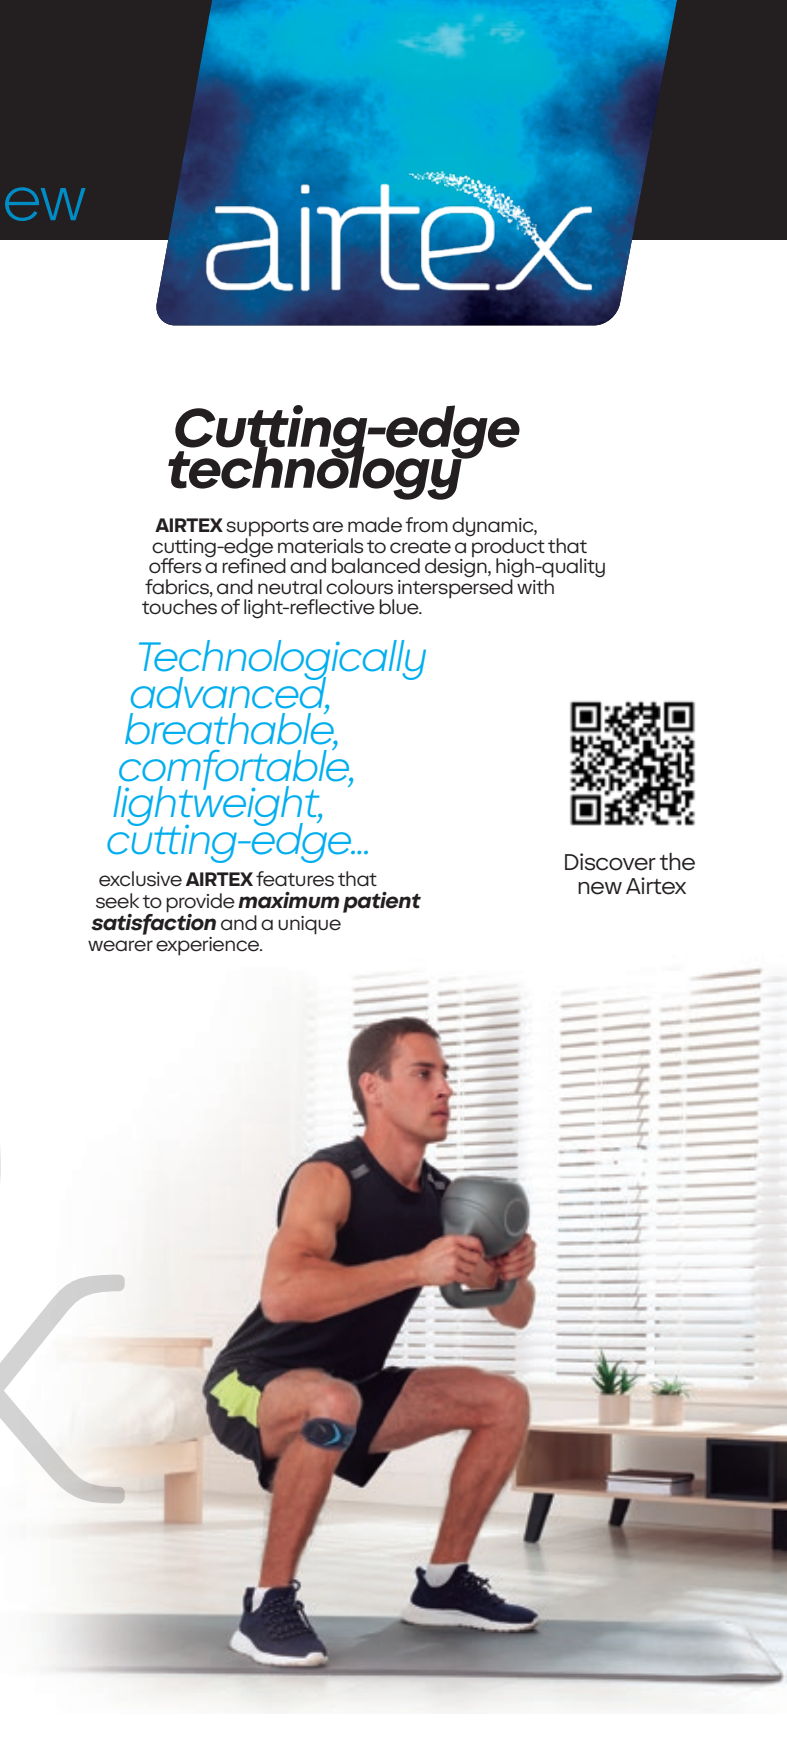 ew
airtex
Cutting-edge
technology
AIRTEX supports are made from dynamic,
cutting-edge materials to create a product that
offers a refined and balanced design, high-quality
fabrics, and neutral colours interspersed with
touches of light-reflective blue.
Technologically
advanced,
breathable,
comfortable,
lightweight,
cutting-edge...
exclusive AIRTEX features that
seek to provide maximum patient
satisfaction and a unique
wearer experience.
Discover the
new Airtex